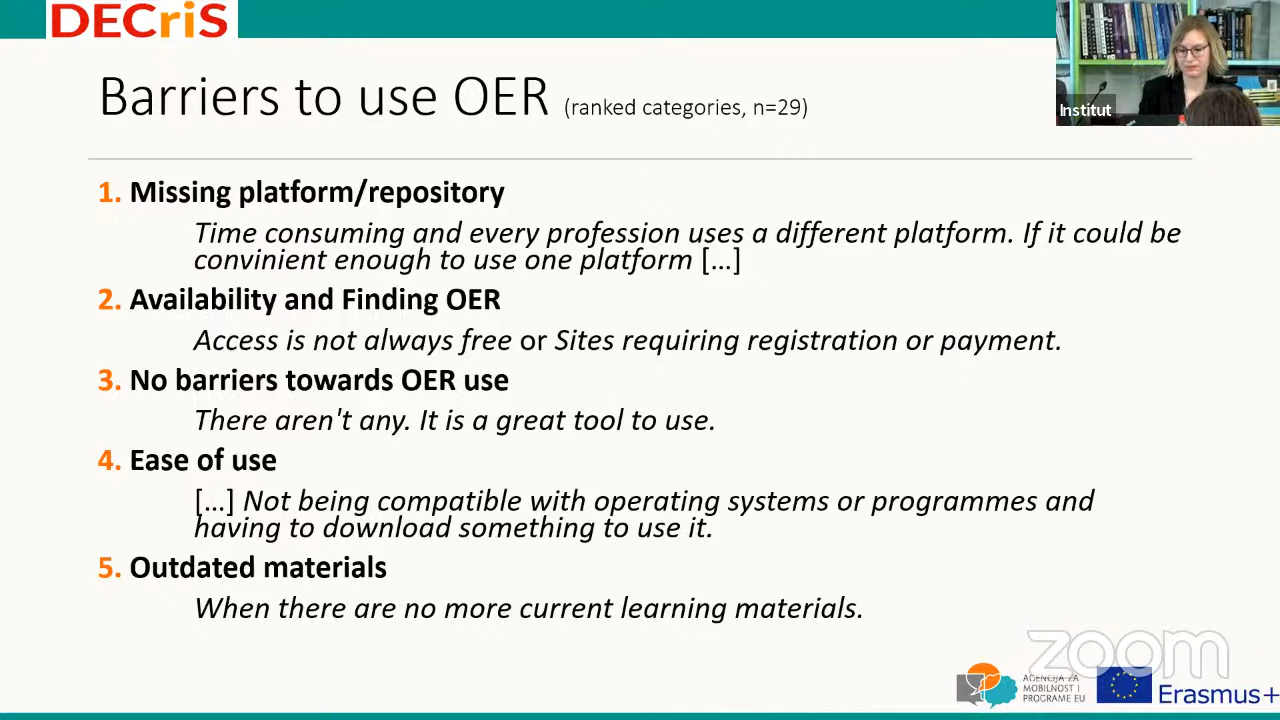 DECriS
Institut
Barriers to use OER (ranked categories, n=29)
1. Missing platform/repository
Time consuming and every profession uses a different platform. If it could be
convinient enough to use one platform […]
2. Availability and Finding OER
Access is not always free or Sites requiring registration or payment.
3. No barriers towards OER use
There aren't any. It is a great tool to use.
4. Ease of use
[…] Not being compatible with operating systems or programmes and
having to download something to use it.
5. Outdated materials
When there are no more current learning materials.
zoom
AGENCIJA ZA
MOBILNOST I
PROGRAME EU
Erasmus+